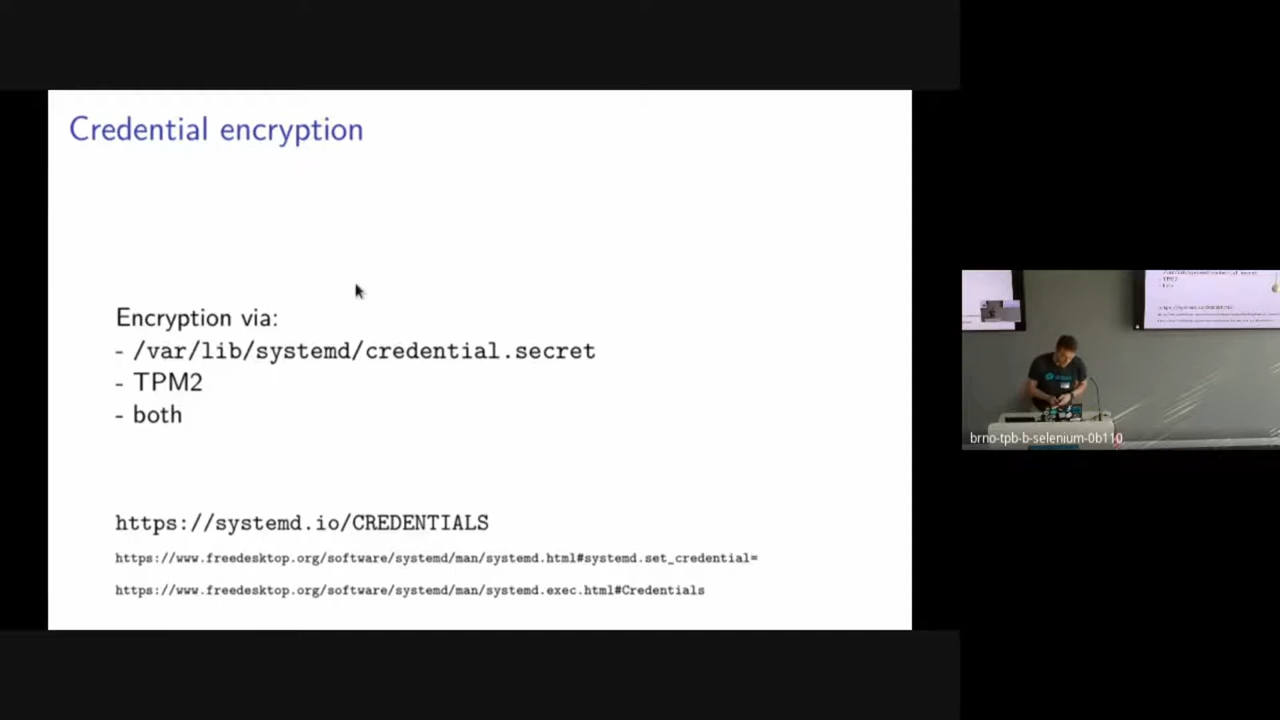 Credential encryption
Encryption via:
- /var/lib/systemd/credential.secret
- TPM2
- both
https://systemd.io/CREDENTIALS
https://www.freedesktop.org/software/systemd/man/systemd.html#systemd.set_credential=
https://www.freedesktop.org/software/systemd/man/systemd.exec.html#Credentials
brno-tpb-b-selenium-0b110